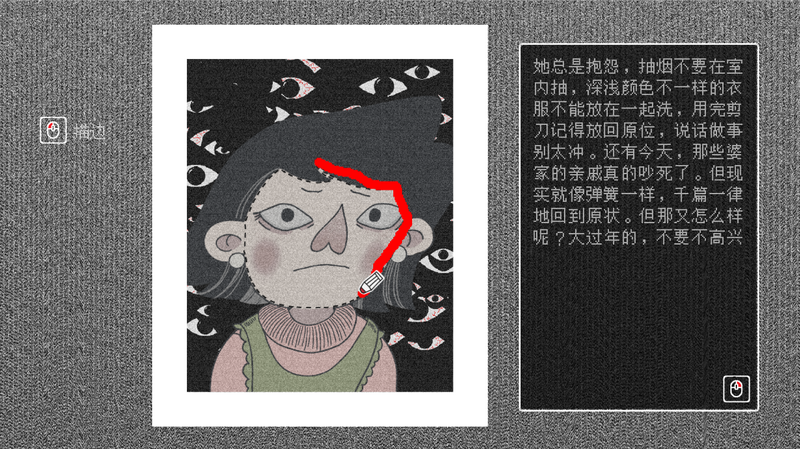 描边
她总是抱怨，抽烟不要在室
内抽，深浅颜色不一样的衣
服不能放在一起洗，用完剪
刀记得放回原位，说话做事
别太冲。还有今天，那些婆
家的亲戚真的吵死了。但现
实就像弹簧一样，千篇一律
地回到原状。但那又怎么样
呢？大过年的，不要不高兴